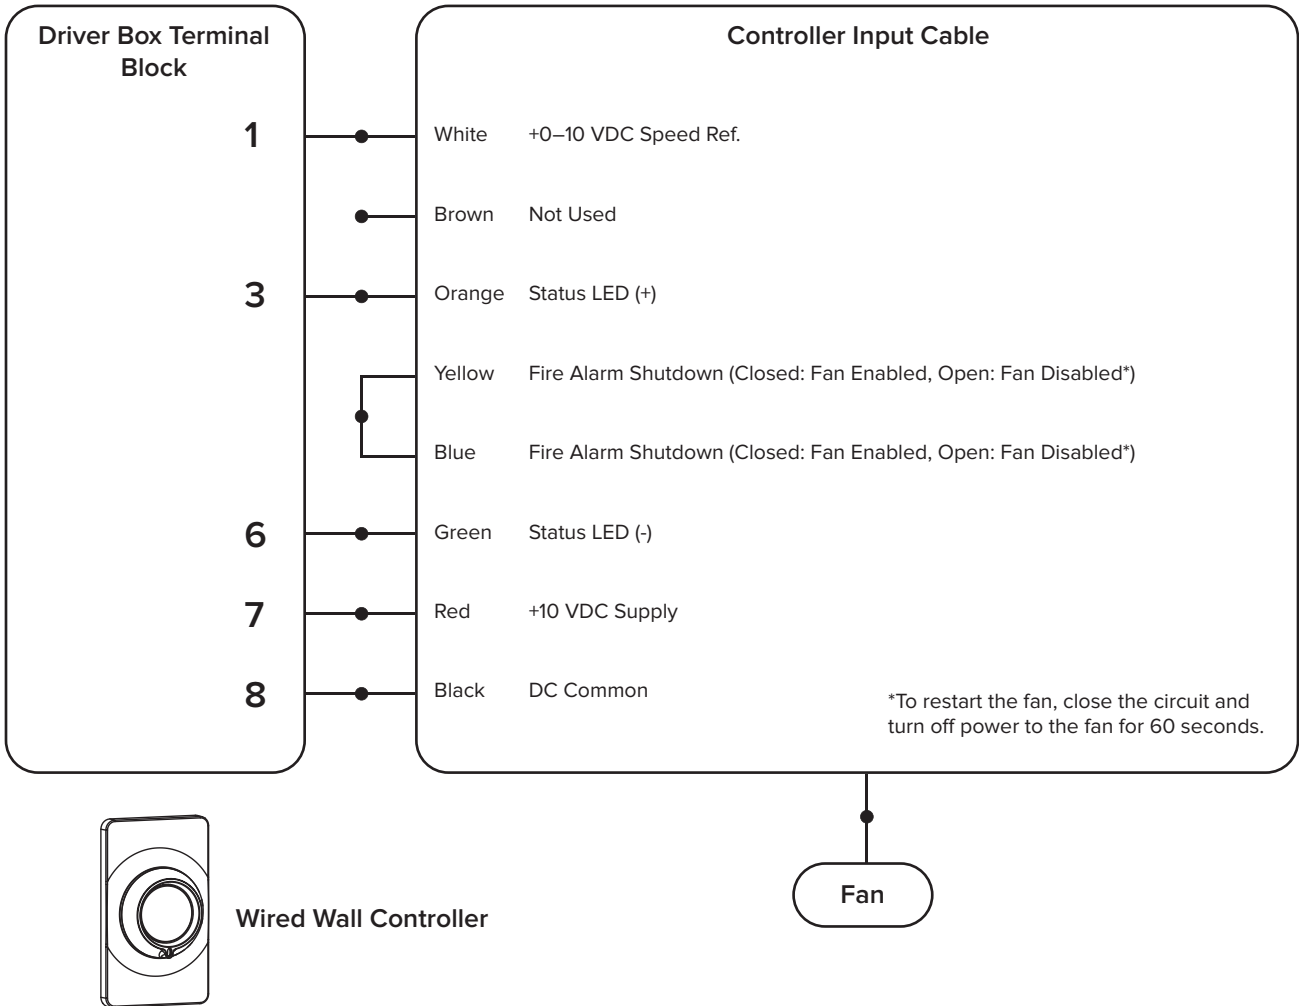 Driver Box Terminal
Block
Controller Input Cable
1 White +0–10 VDC Speed Ref.
Brown Not Used
3 Orange Status LED (+)
Yellow Fire Alarm Shutdown (Closed: Fan Enabled, Open: Fan Disabled*)
Blue Fire Alarm Shutdown (Closed: Fan Enabled, Open: Fan Disabled*)
6 Green Status LED (-)
7 Red +10 VDC Supply
8 Black DC Common
*To restart the fan, close the circuit and
turn off power to the fan for 60 seconds.
Fan
Wired Wall Controller